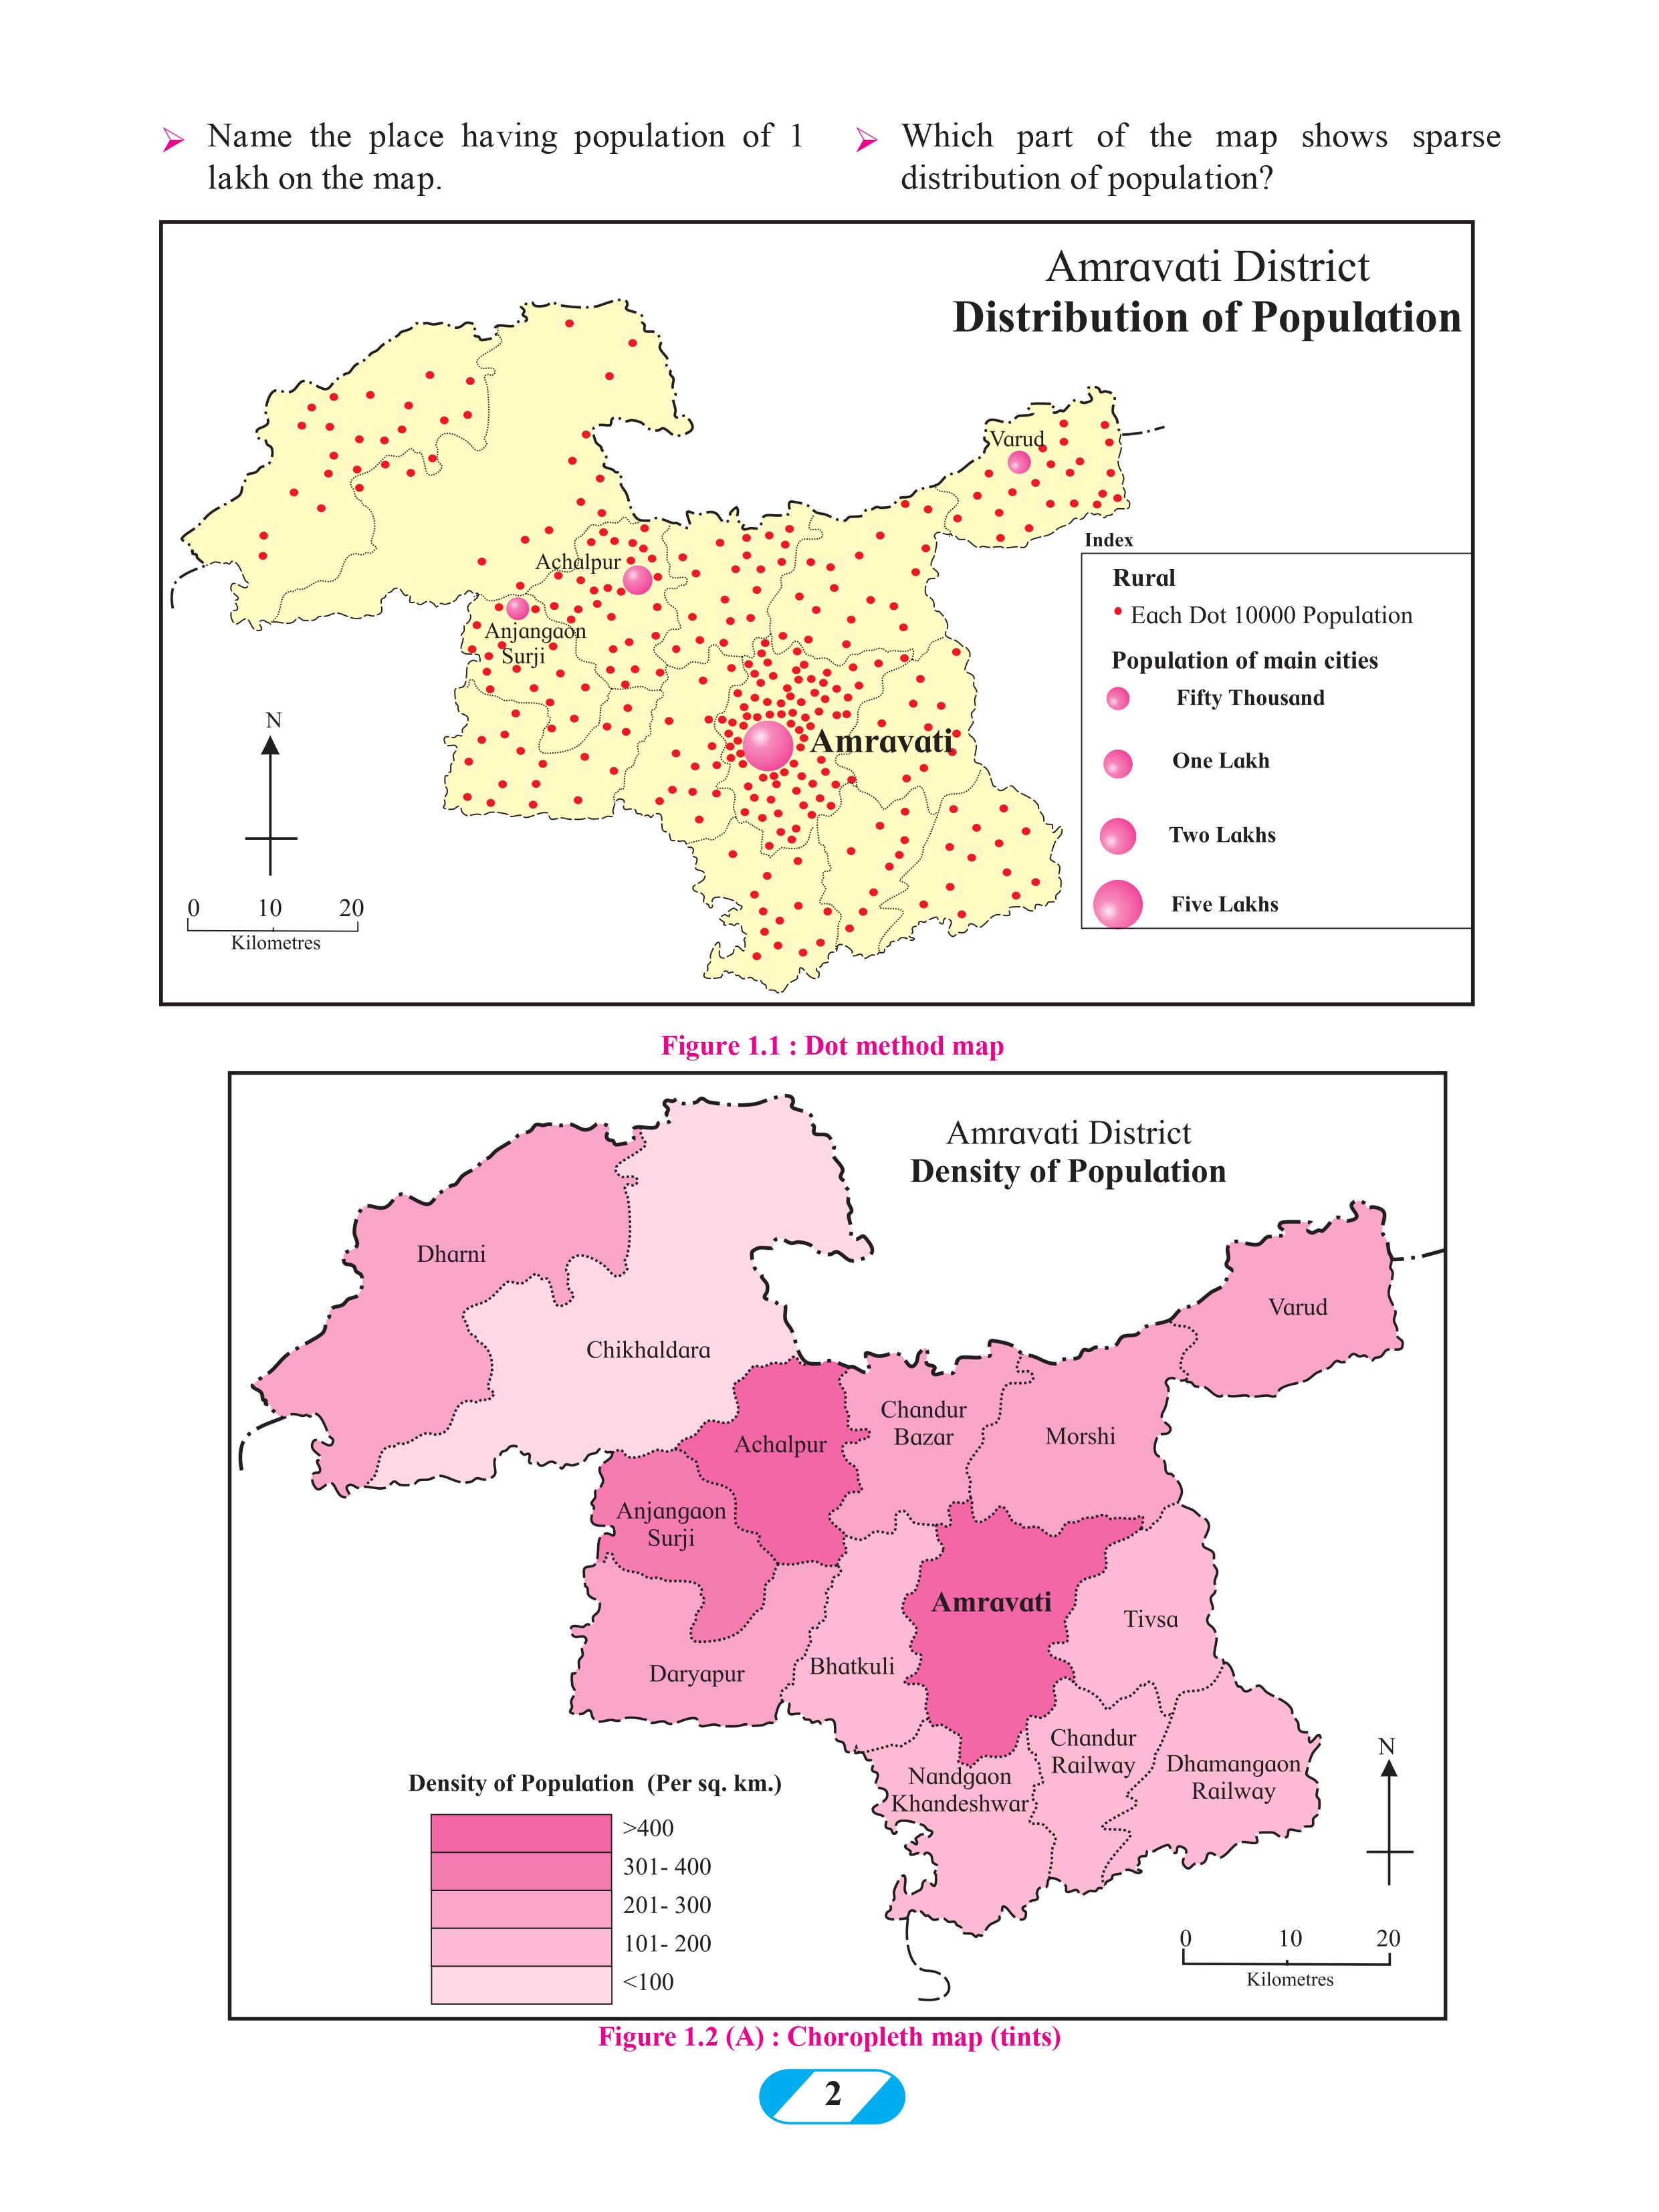 ➢ Name the place having population of 1
lakh on the map.
➢ Which part of the map shows sparse
distribution of population?
Amravati District
Distribution of Population
Varud
Achalpur
Anjangaon
Surji
Amravati
N
0 10 20
Kilometres
Index
Rural
Each Dot 10000 Population
Population of main cities
Fifty Thousand
One Lakh
Two Lakhs
Five Lakhs
Figure 1.1 : Dot method map
Amravati District
Density of Population
Dharni
Varud
Chikhaldara
Chandur
Bazar
Morshi
Achalpur
Anjangaon
Surji
Amravati
Tivsa
Bhatkuli
Daryapur
Chandur
Railway
Dhamangaon
Railway
Nandgaon
Khandeshwar
Density of Population (Per sq. km.)
>400
301- 400
201- 300
101- 200
<100
N
0 10 20
Kilometres
Figure 1.2 (A) : Choropleth map (tints)
2